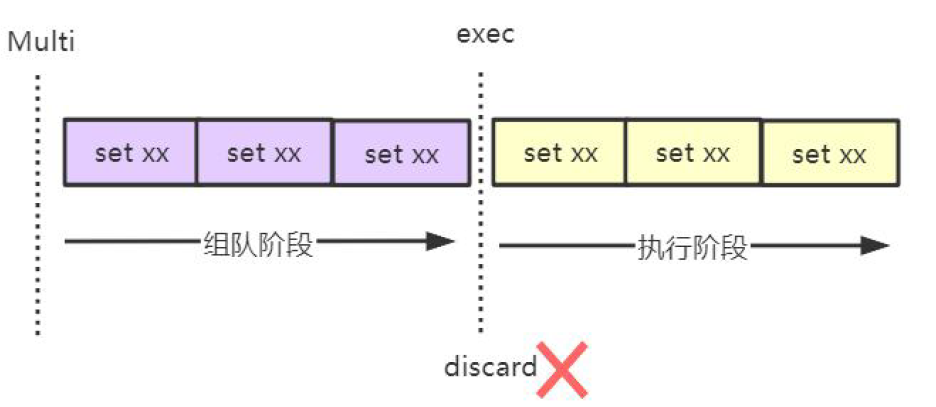 Multi
exec
set xx
set xx
set xx
set xx
set xx
set xx
组队阶段
执行阶段
discard